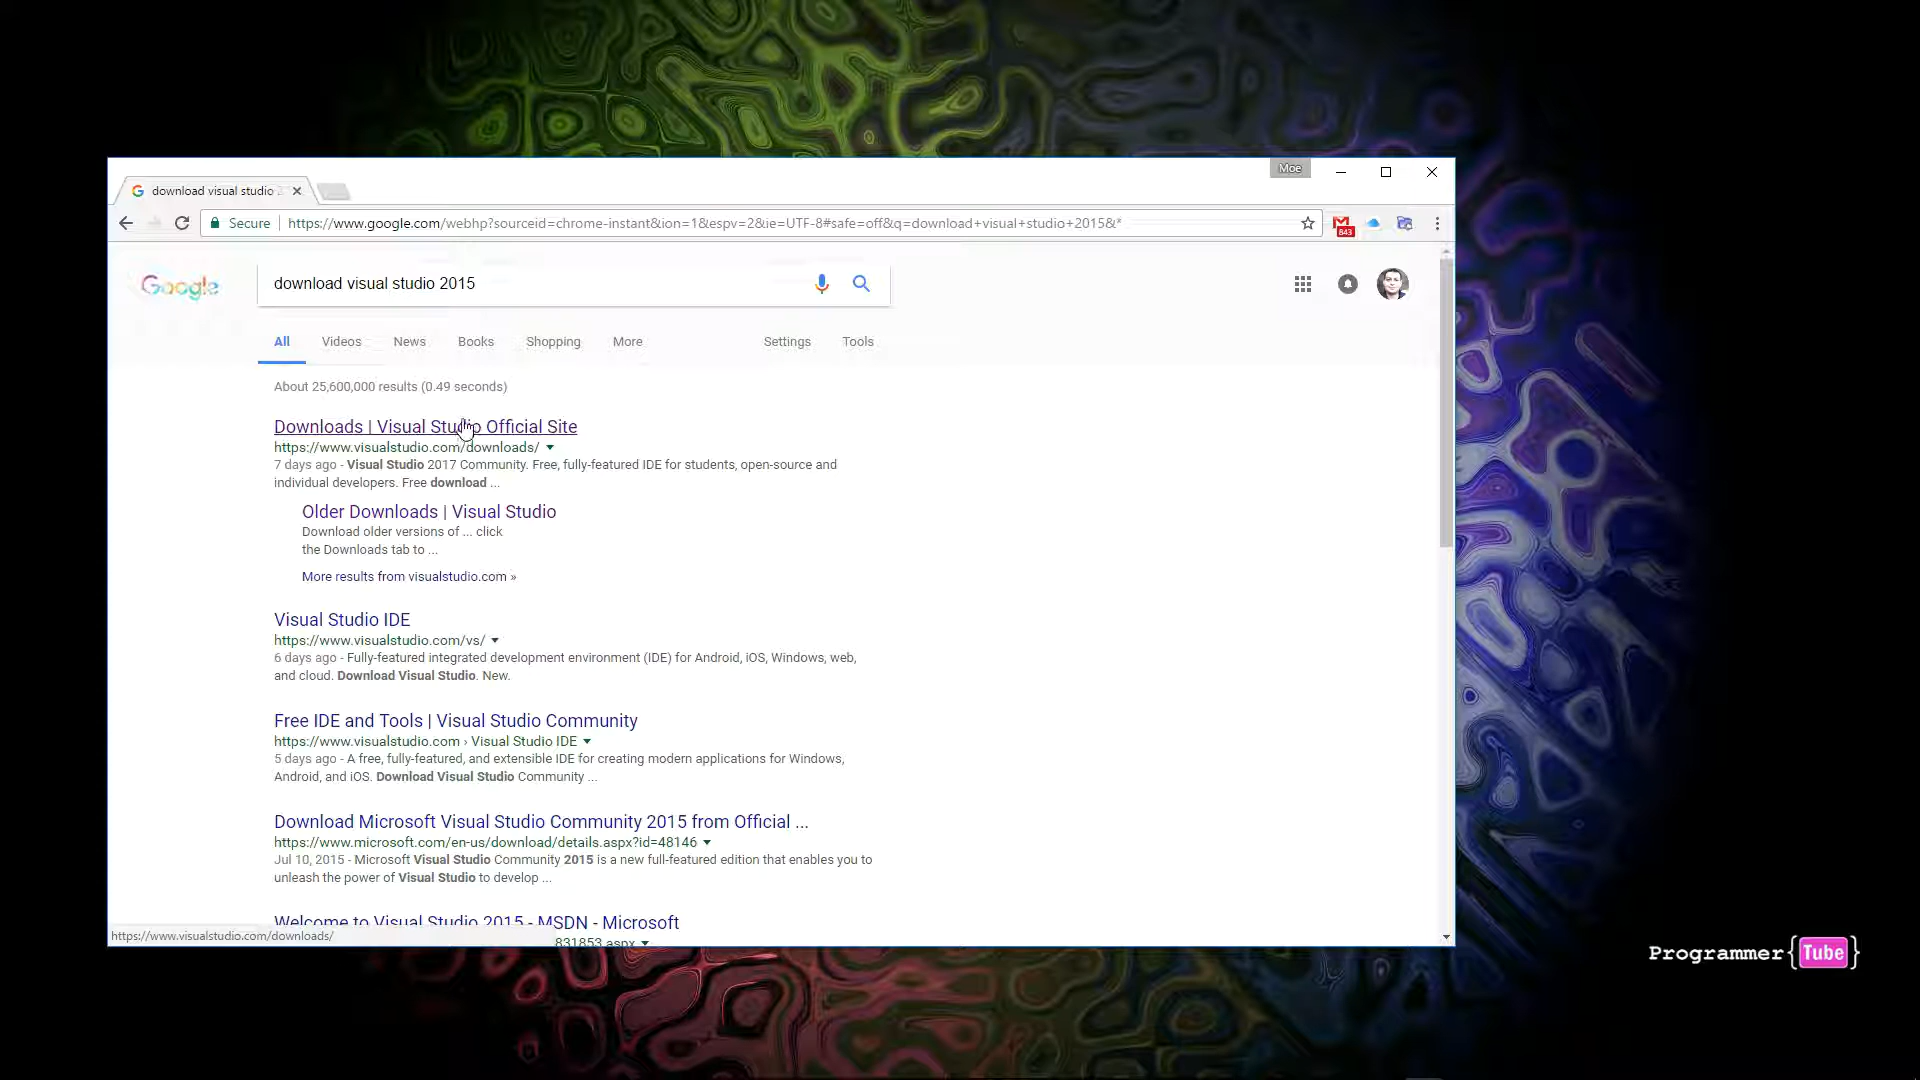 Moe
download visual studio 2
Secure https://www.google.com/webhp?sourceid=chrome-instant&ion=1&espv=2&ie=UTF-8#safe=off&q=download+visual+studio+2015&*
843
Google download visual studio 2015
All Videos News Books Shopping More Settings Tools
About 25,600,000 results (0.49 seconds)
Downloads | Visual Studio Official Site
https://www.visualstudio.com/downloads/
7 days ago - Visual Studio 2017 Community. Free, fully-featured IDE for students, open-source and
individual developers. Free download ...
Older Downloads | Visual Studio
Download older versions of ... click
the Downloads tab to ...
More results from visualstudio.com »
Visual Studio IDE
https://www.visualstudio.com/vs/
6 days ago - Fully-featured integrated development environment (IDE) for Android, iOS, Windows, web,
and cloud. Download Visual Studio. New.
Free IDE and Tools | Visual Studio Community
https://www.visualstudio.com › Visual Studio IDE
5 days ago - A free, fully-featured, and extensible IDE for creating modern applications for Windows,
Android, and iOS. Download Visual Studio Community ...
Download Microsoft Visual Studio Community 2015 from Official ...
https://www.microsoft.com/en-us/download/details.aspx?id=48146
Jul 10, 2015 - Microsoft Visual Studio Community 2015 is a new full-featured edition that enables you to
unleash the power of Visual Studio to develop ...
Welcome to Visual Studio 2015 - MSDN - Microsoft
831853.aspx
https://www.visualstudio.com/downloads/
Programmer{Tube}